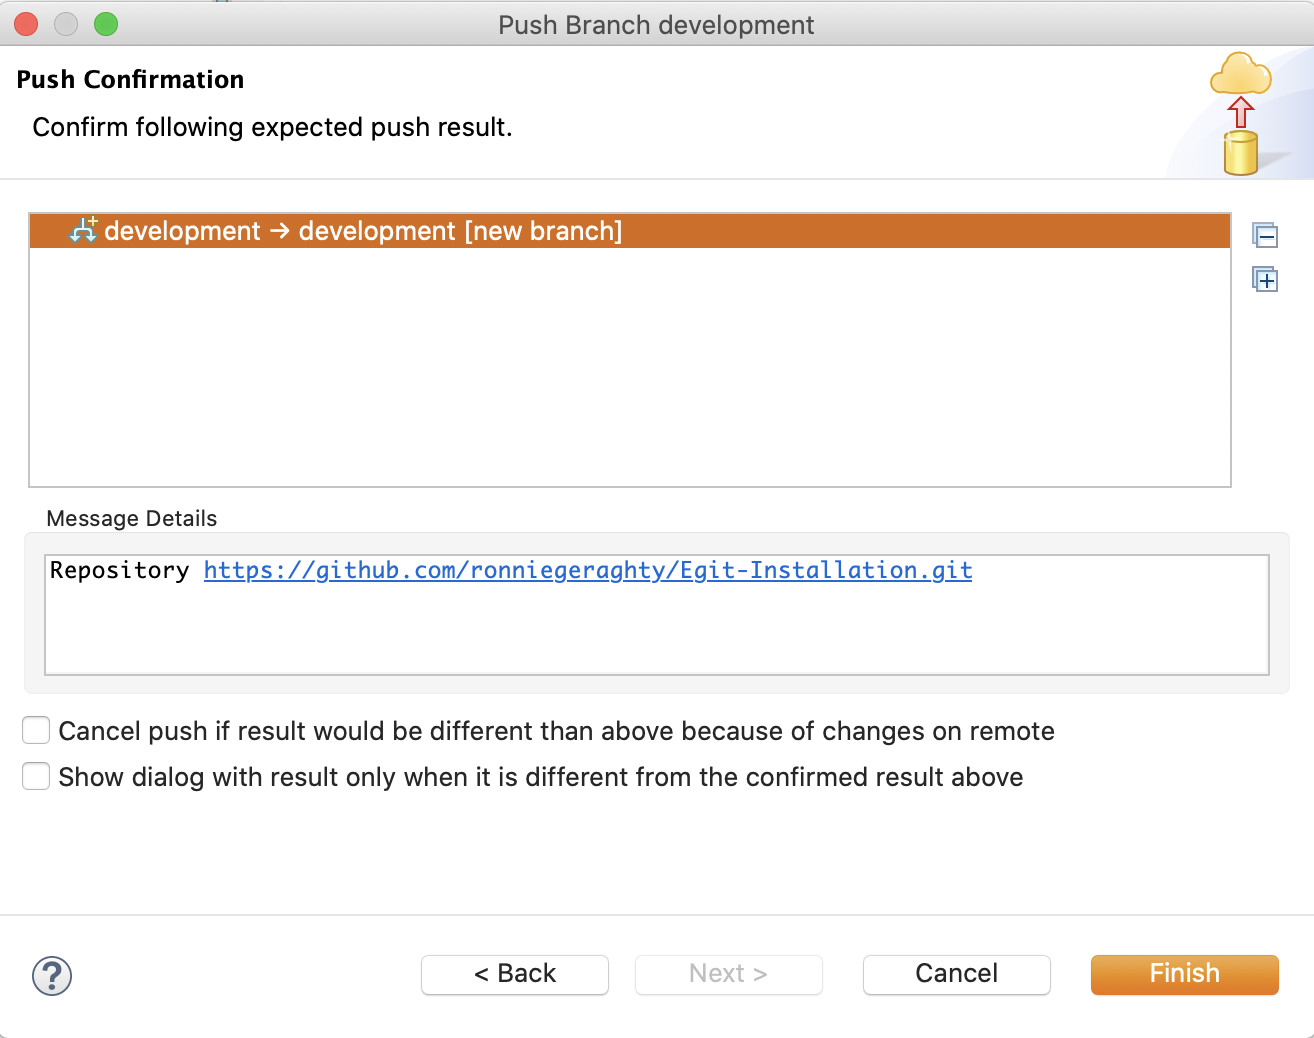 Push Branch development
Push Confirmation
Confirm following expected push result.
development → development [new branch]
Message Details
Repository https://github.com/ronniegeraghty/Egit-Installation.git
Cancel push if result would be different than above because of changes on remote
Show dialog with result only when it is different from the confirmed result above
? < Back Next > Cancel Finish